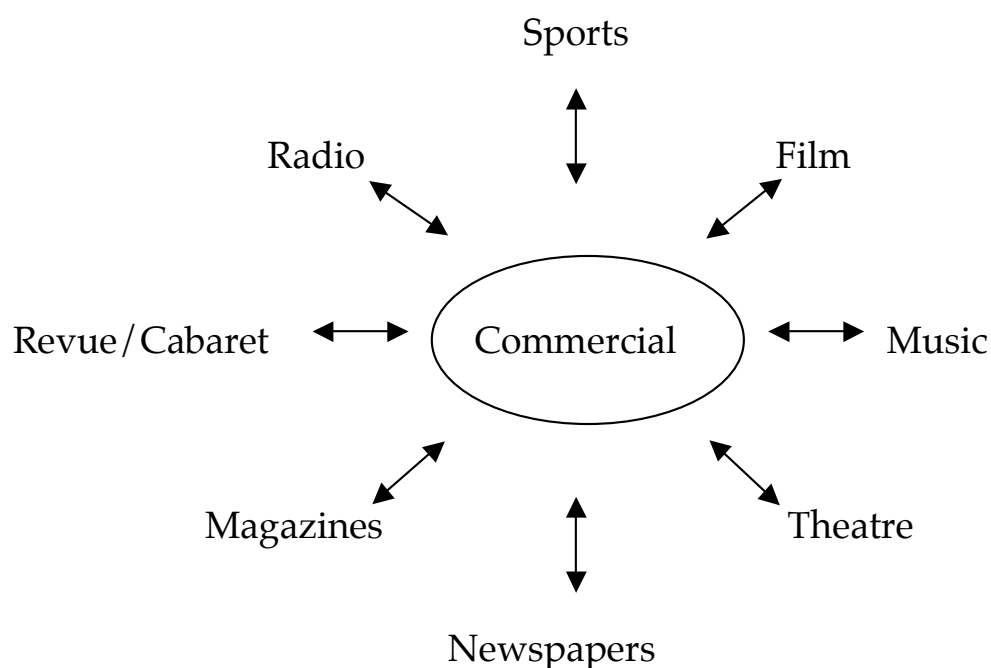 Sports
Radio
Film
Revue/Cabaret
Commercial
Music
Magazines
Theatre
Newspapers